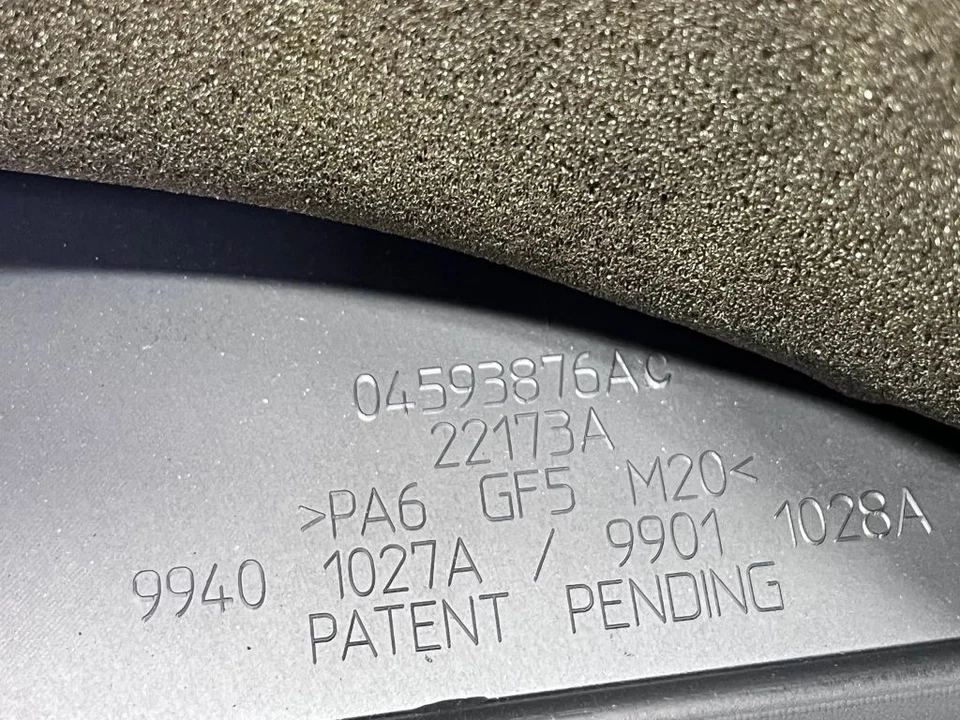 04593876AC
22173A
>PA6 GF5 M20<
9940 1027A / 9901 1028A
PATENT PENDING